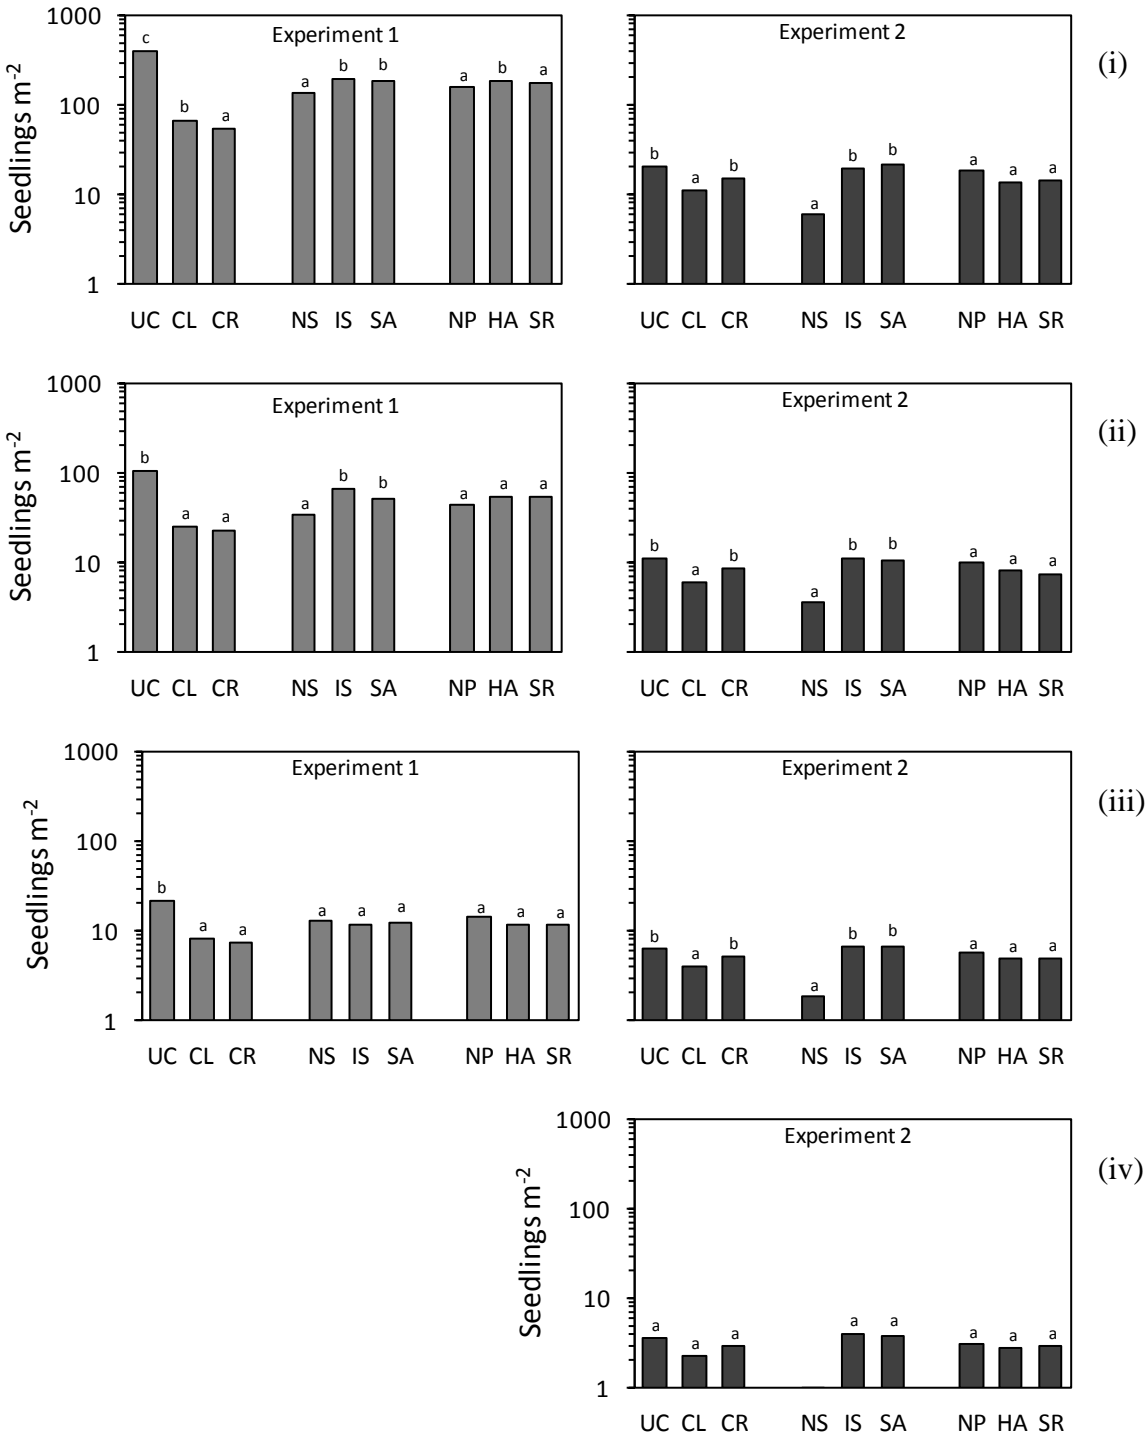 Experiment 1
Seedlings m-2
1000
100
10
1
c b a a b b a b a
UC CL CR NS IS SA NP HA SR
Experiment 2
b a b a b b a a a
UC CL CR NS IS SA NP HA SR
(i)
Experiment 1
Seedlings m-2
1000
100
10
1
b a a a b b a a a
UC CL CR NS IS SA NP HA SR
Experiment 2
b a b a b b a a a
UC CL CR NS IS SA NP HA SR
(ii)
Experiment 1
Seedlings m-2
1000
100
10
1
b a a a a a a a a
UC CL CR NS IS SA NP HA SR
Experiment 2
b a b a b b a a a
UC CL CR NS IS SA NP HA SR
(iii)
Experiment 2
Seedlings m-2
1000
100
10
1
a a a a a a a a
UC CL CR NS IS SA NP HA SR
(iv)